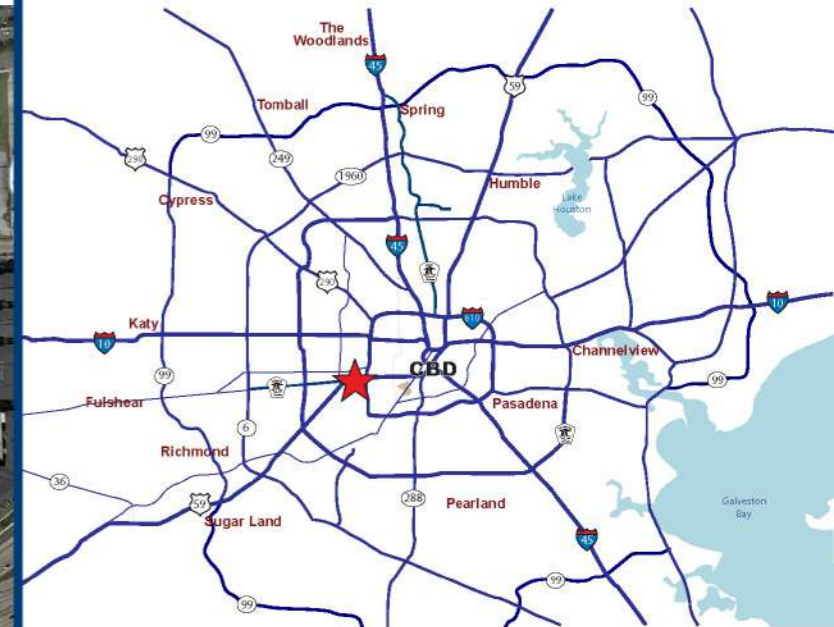 The
Woodlands
45
59
99
Tomball
Spring
99
249
290
1960
Humble
Cypress
Lake
Houston
45
290
10
610
Katy
10
Channelview
CBD
99
99
Fulshear
Pasadena
6
Richmond
36
59
288
Pearland
Galveston
Bay
Sugar Land
45
99
99